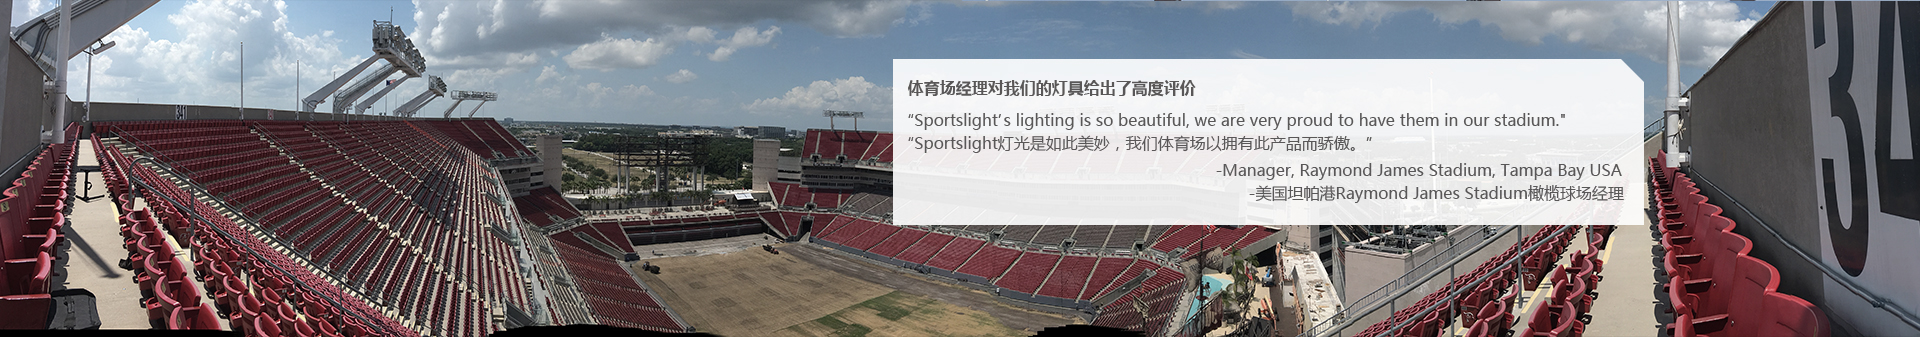 体育场经理对我们的灯具给出了高度评价
“Sportslight’s lighting is so beautiful, we are very proud to have them in our stadium."
“Sportslight灯光是如此美妙，我们体育场以拥有此产品而骄傲。”
-Manager, Raymond James Stadium, Tampa Bay USA
-美国坦帕港Raymond James Stadium橄榄球场经理
34